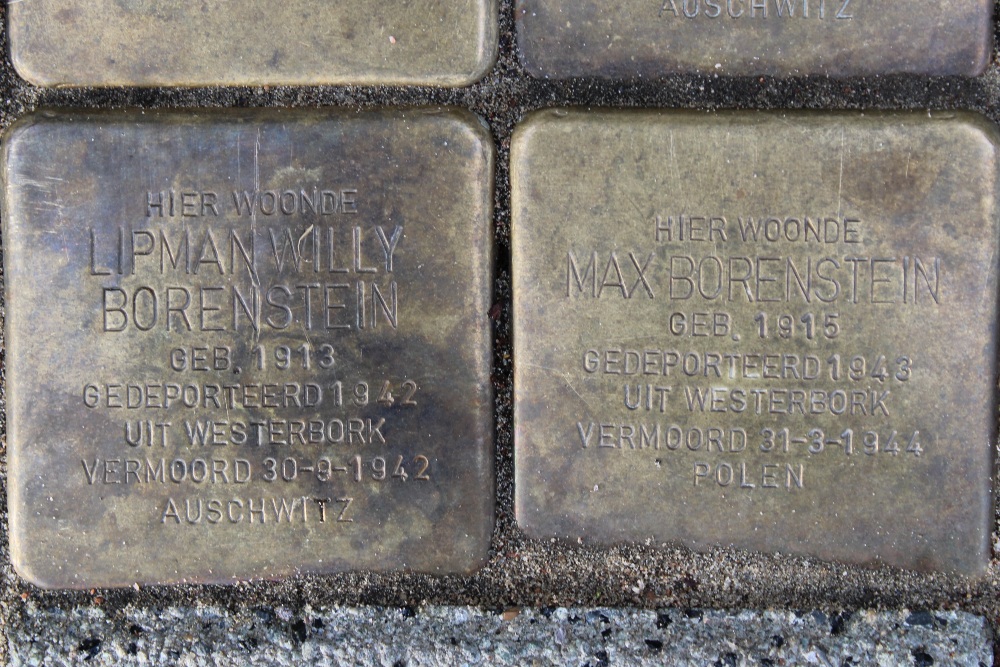 AUSCHWITZ
HIER WOONDE
LIPMAN WILLY
BORENSTEIN
GEB. 1913
GEDEPORTEERD 1942
UIT WESTERBORK
VERMOORD 30-9-1942
AUSCHWITZ
HIER WOONDE
MAX BORENSTEIN
GEB. 1915
GEDEPORTEERD 1943
UIT WESTERBORK
VERMOORD 31-3-1944
POLEN